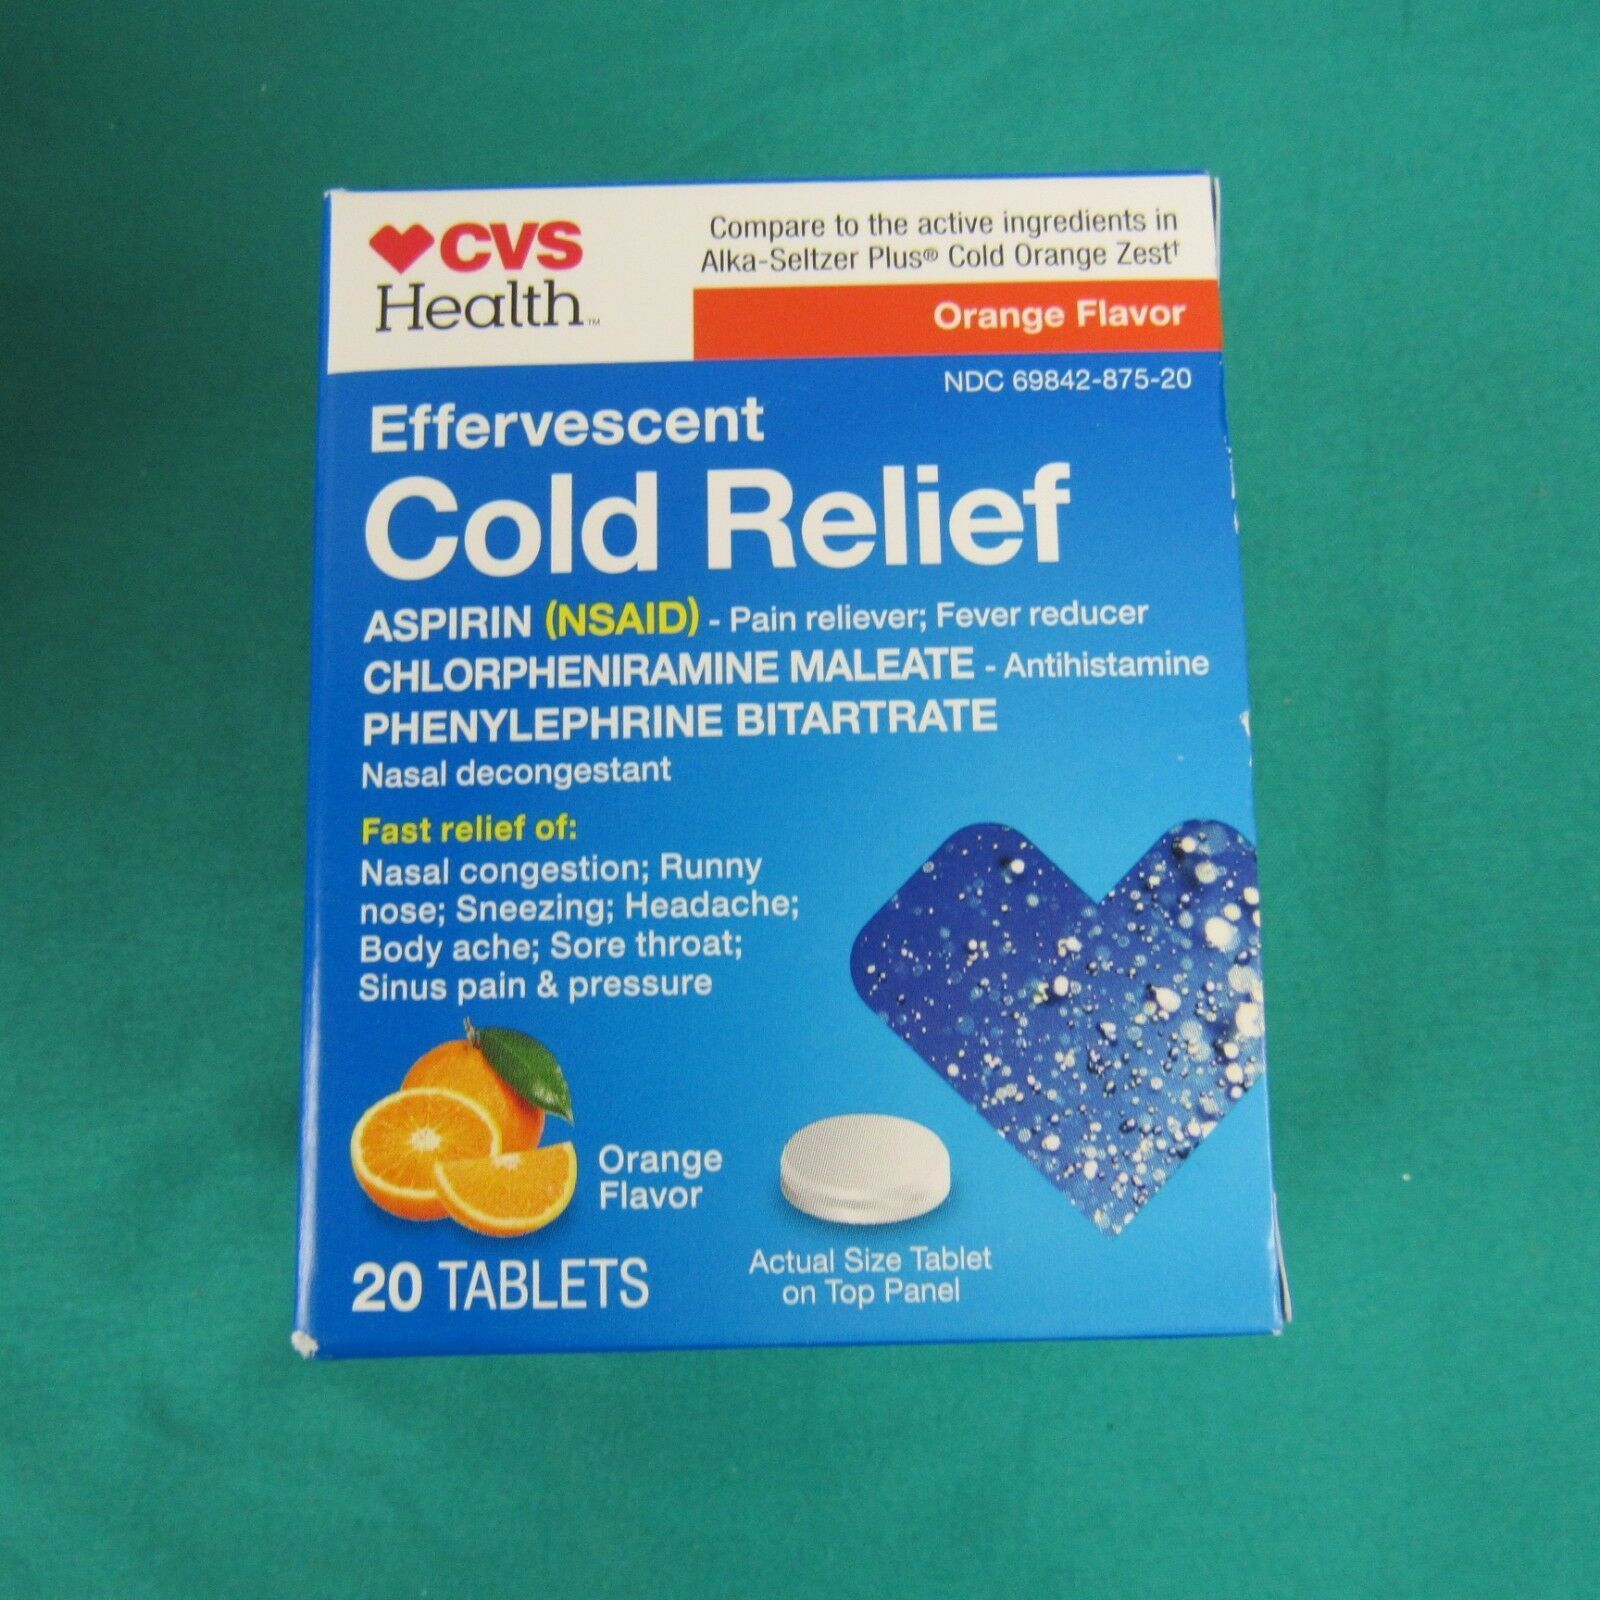 CVS
Health™
Compare to the active ingredients in
Alka-Seltzer Plus® Cold Orange Zest†
Orange Flavor
NDC 69842-875-20
Effervescent
Cold Relief
ASPIRIN (NSAID) - Pain reliever; Fever reducer
CHLORPHENIRAMINE MALEATE - Antihistamine
PHENYLEPHRINE BITARTRATE
Nasal decongestant
Fast relief of:
Nasal congestion; Runny
nose; Sneezing; Headache;
Body ache; Sore throat;
Sinus pain & pressure
Orange
Flavor
20 TABLETS
Actual Size Tablet
on Top Panel